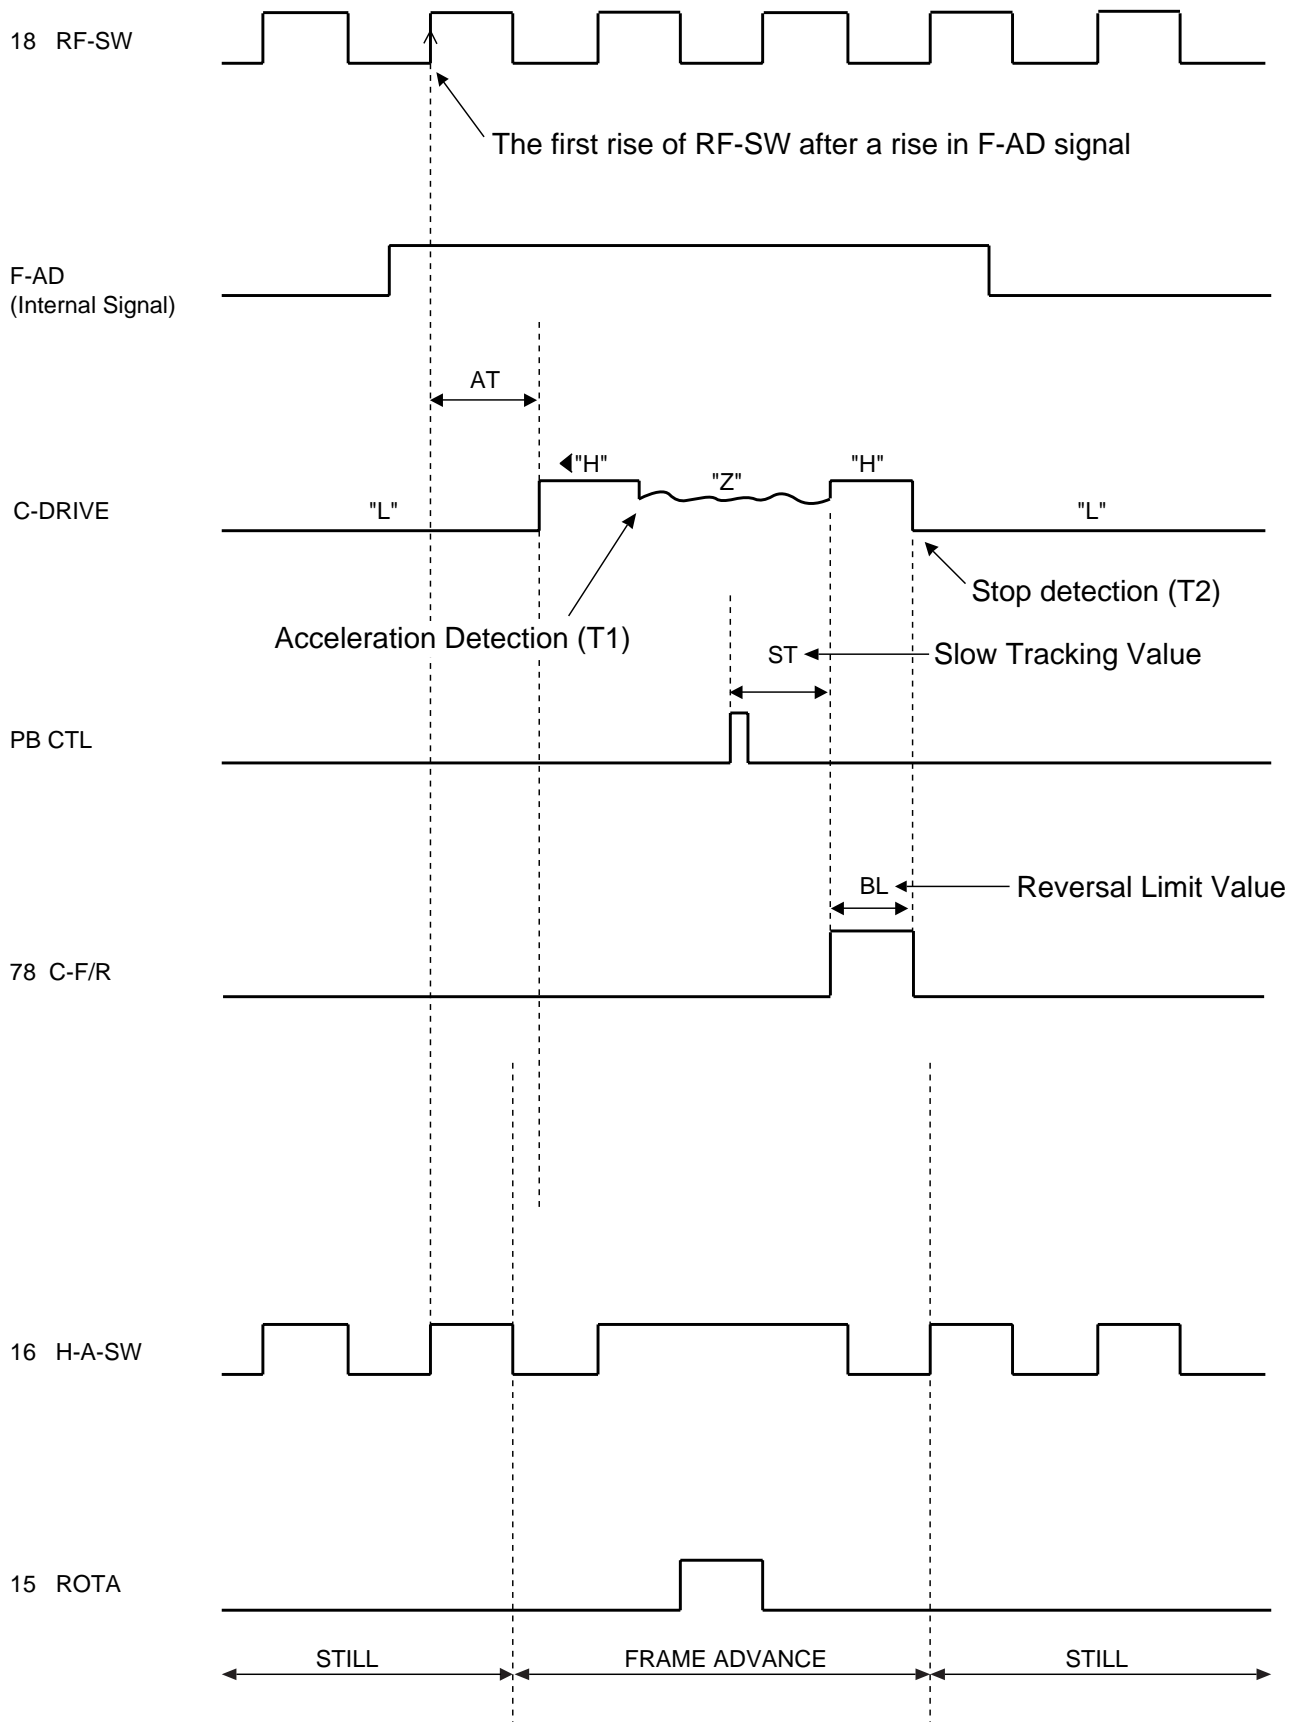 18 RF-SW
The first rise of RF-SW after a rise in F-AD signal
F-AD
(Internal Signal)
AT
"H"
"Z"
"H"
C-DRIVE
"L"
"L"
Stop detection (T2)
Acceleration Detection (T1)
ST
Slow Tracking Value
PB CTL
BL
Reversal Limit Value
78 C-F/R
16 H-A-SW
15 ROTA
STILL
FRAME ADVANCE
STILL